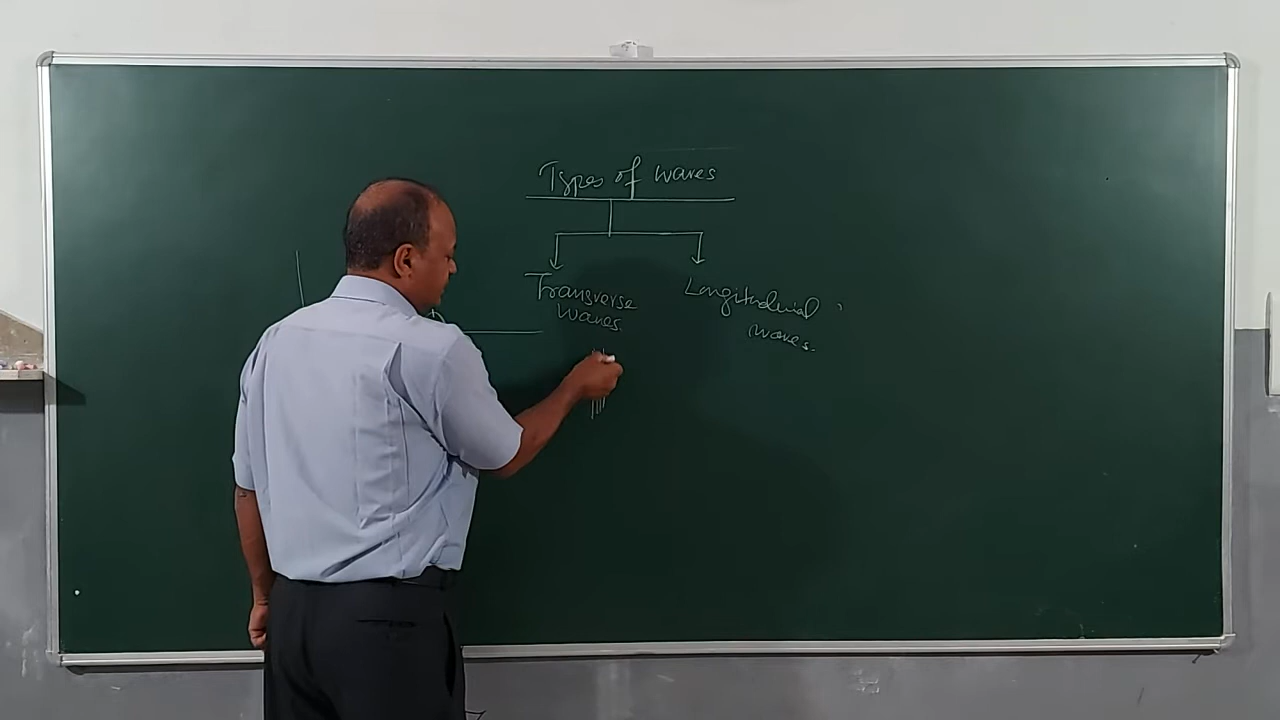 Types of waves
Transverse
waves
Longitudinal
waves.